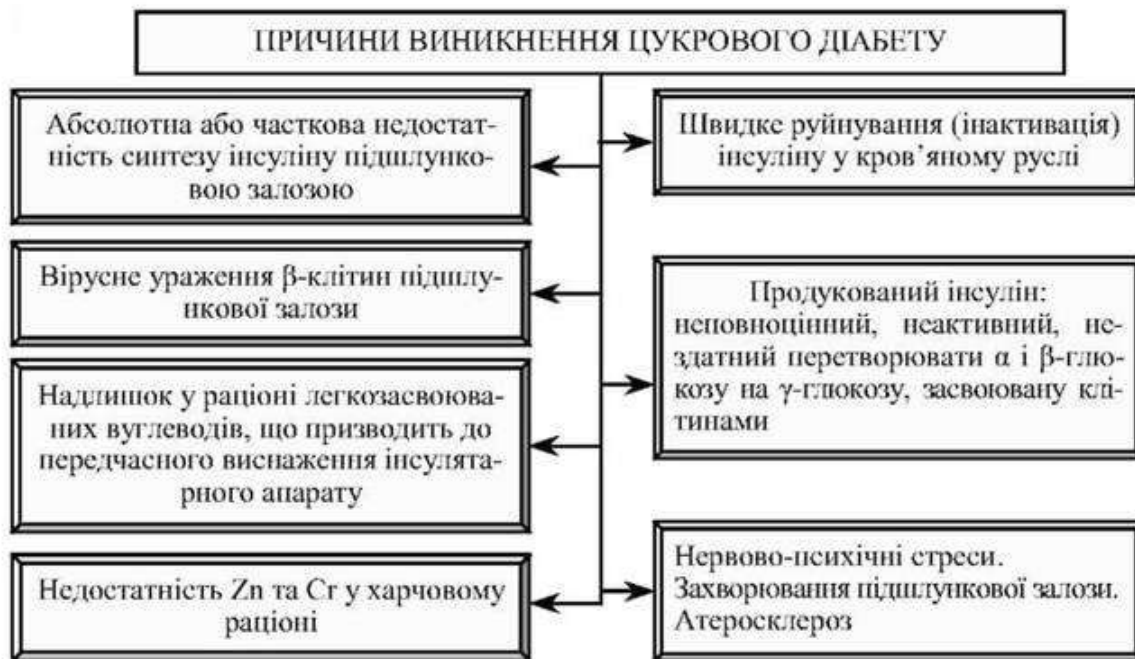 ПРИЧИНИ ВИНИКНЕННЯ ЦУКРОВОГО ДІАБЕТУ
Абсолютна або часткова недостат-
ність синтезу інсуліну підшлунко-
вою залозою
Вірусне ураження β-клітин підшлу-
нкової залози
Надлишок у раціоні легкозасвоюва-
них вуглеводів, що призводить до
передчасного виснаження інсулята-
рного апарату
Недостатність Zn та Cr у харчовому
раціоні
Швидке руйнування (інактивація)
інсуліну у кров’яному руслі
Продукований інсулін:
неповноцінний, неактивний, не-
здатний перетворювати α і β-глю-
козу на γ-глюкозу, засвоювану клі-
тинами
Нервово-психічні стреси.
Захворювання підшлункової залози.
Атеросклероз